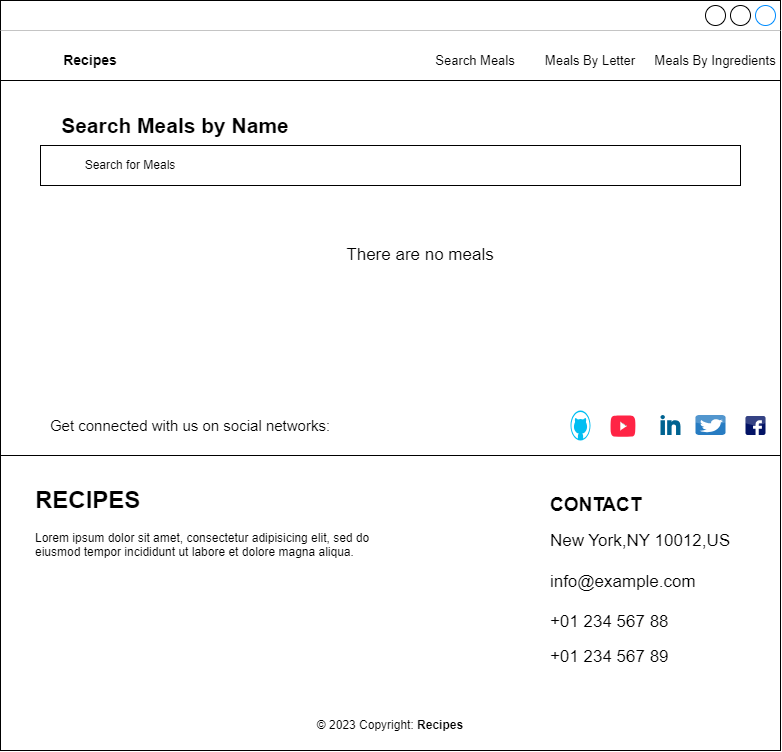 Recipes
Search Meals
Meals By Letter
Meals By Ingredients
Search Meals by Name
Search for Meals
There are no meals
Get connected with us on social networks:
in
f
RECIPES
Lorem ipsum dolor sit amet, consectetur adipisicing elit, sed do
eiusmod tempor incididunt ut labore et dolore magna aliqua.
CONTACT
New York,NY 10012,US
info@example.com
+01 234 567 88
+01 234 567 89
© 2023 Copyright: Recipes